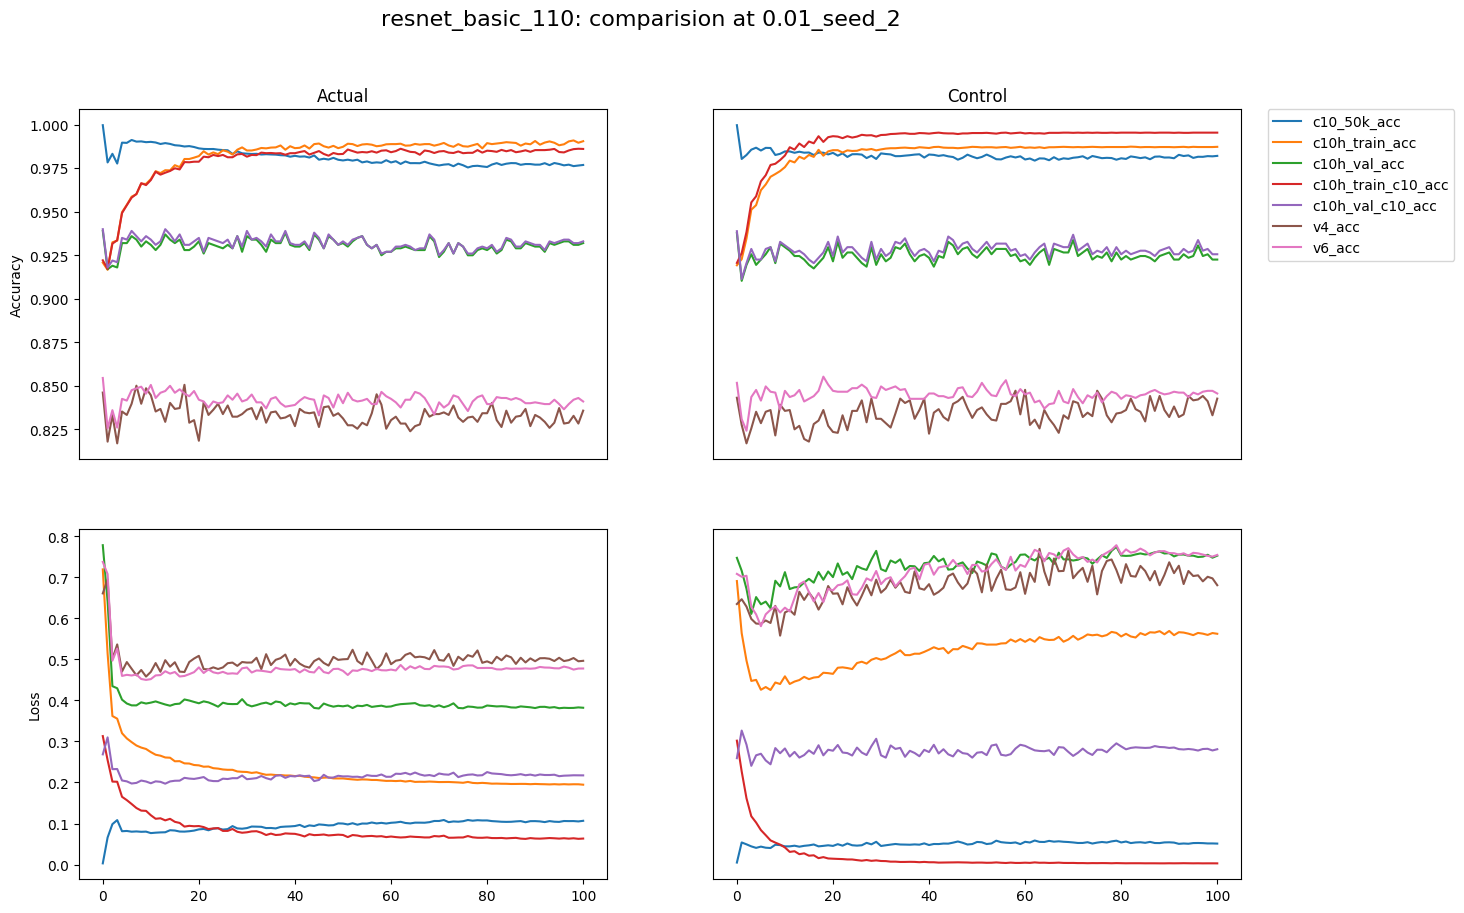 resnet_basic_110: comparision at 0.01_seed_2
Actual
Control
1.000
0.975
0.950
0.925
0.900
0.875
0.850
0.825
Accuracy
c10_50k_acc
c10h_train_acc
c10h_val_acc
c10h_train_c10_acc
c10h_val_c10_acc
v4_acc
v6_acc
0.8
0.7
0.6
0.5
0.4
0.3
0.2
0.1
0.0
Loss
0 20 40 60 80 100
0 20 40 60 80 100